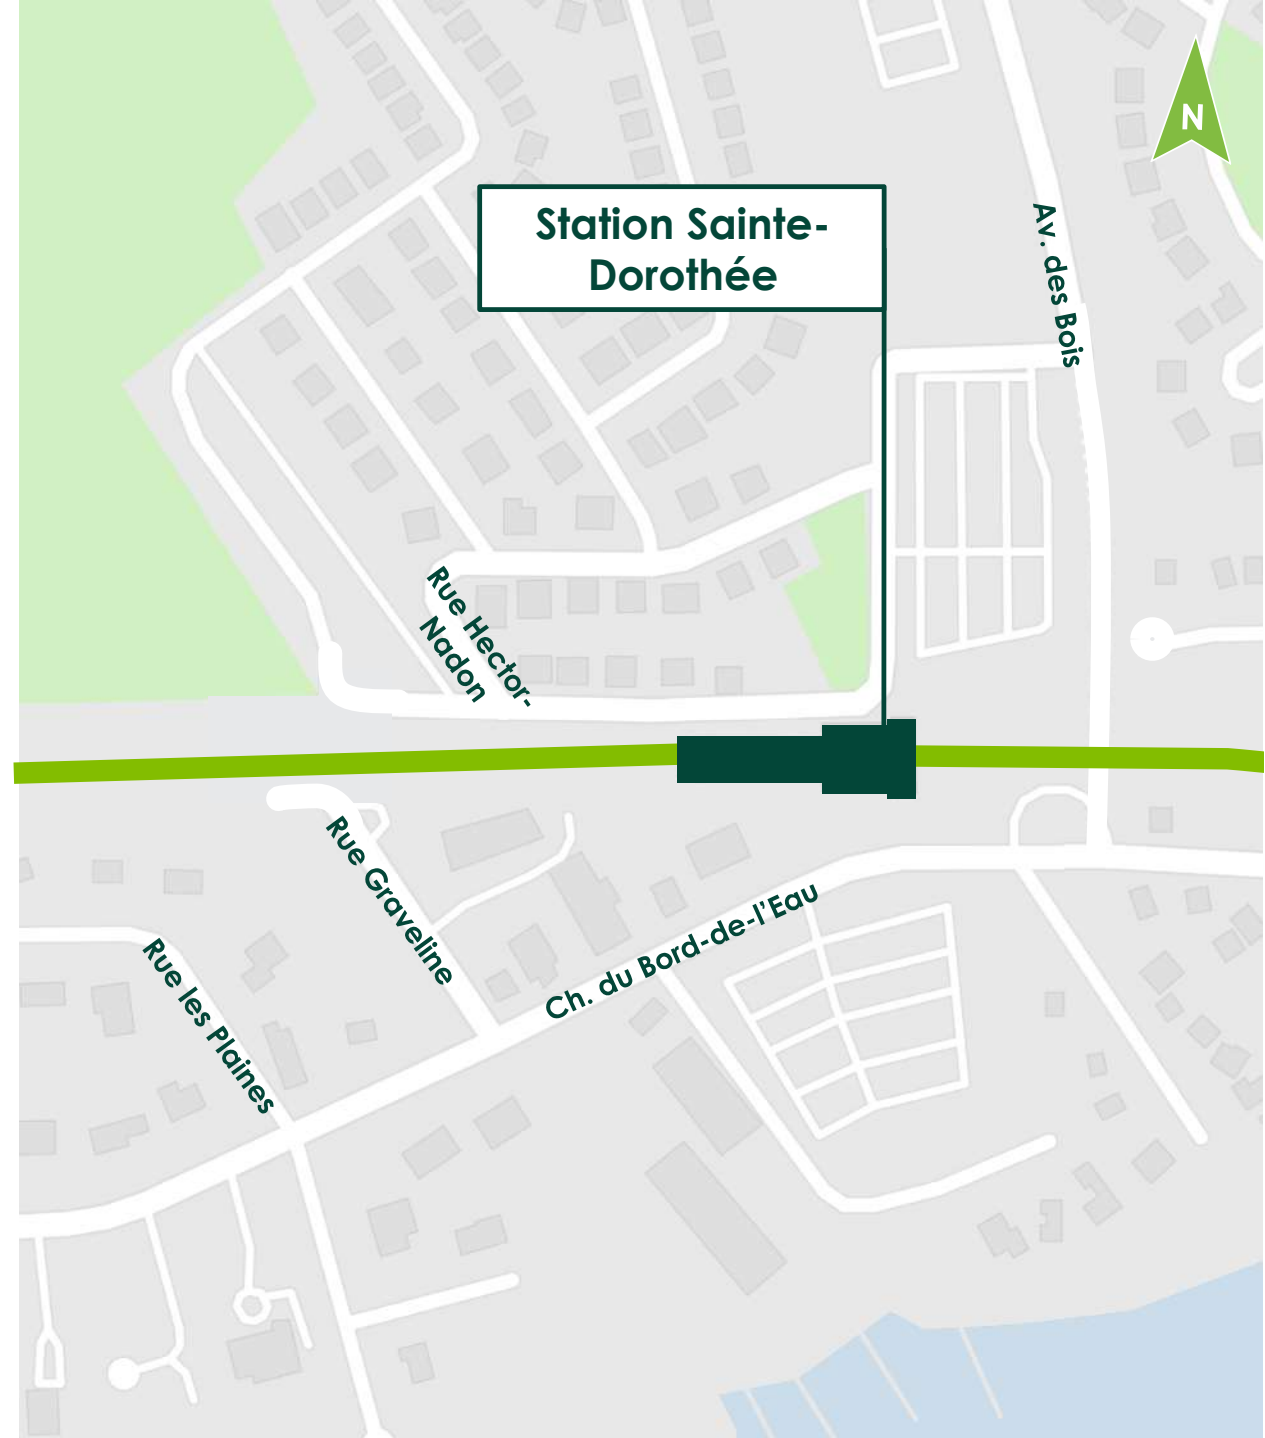 N
Station Sainte-
Dorothée
Av. des Bois
Rue Hector-
Nadon
Rue Graveline
Ch. du Bord-de-l'Eau
Rue les Plaines